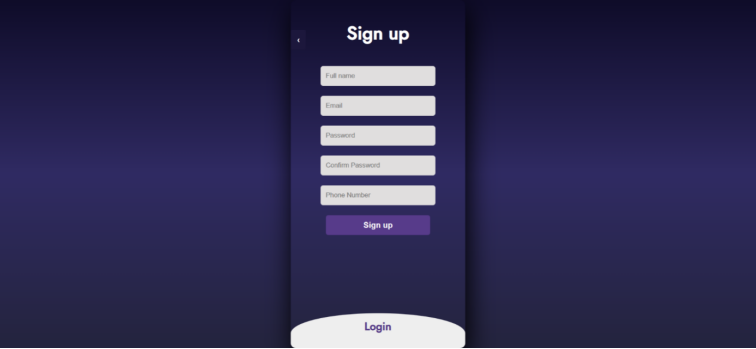 Sign up
‹
Full name
Email
Password
Confirm Password
Phone Number
Sign up
Login